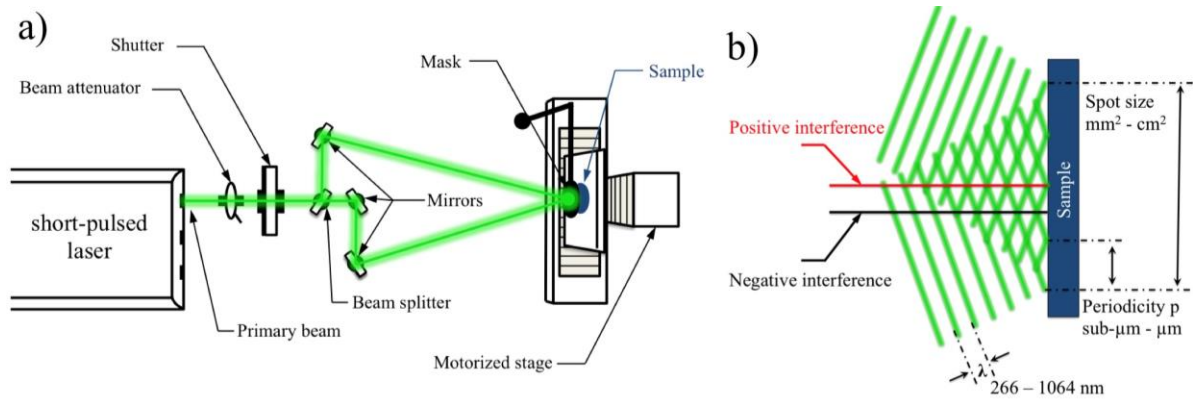 a)
Shutter
Beam attenuator
Mask
Sample
short-pulsed
laser
Mirrors
Beam splitter
Primary beam
Motorized stage
b)
Spot size
mm² - cm²
Positive interference
Sample
Negative interference
Periodicity p
sub-µm - µm
266 – 1064 nm